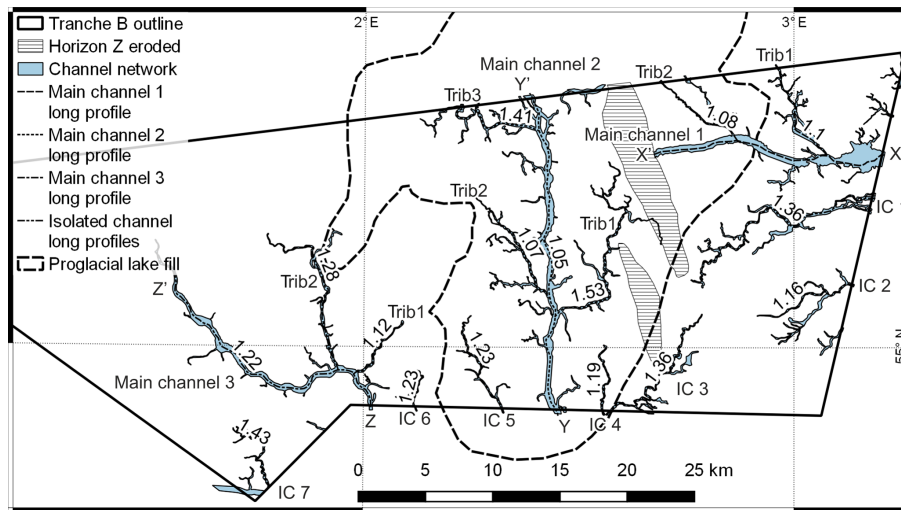 Tranche B outline
Horizon Z eroded
Channel network
Main channel 1
long profile
Main channel 2
long profile
Main channel 3
long profile
Isolated channel
long profiles
Proglacial lake fill
2°E
3°E
Main channel 2
Y'
Trib3
1.41
Trib2
Trib1
1.08
1.1
Main channel 1
X'
X
Trib2
Trib1
1.36
IC
1.07
1.05
1.28
Trib2
Z'
1.53
1.16
IC 2
Trib1
1.12
1.22
Main channel 3
1.23
1.23
1.19
1.36
IC 3
55° N
Z
IC 6
IC 5
Y
IC 4
1.43
IC 7
0 5 10 15 20 25 km